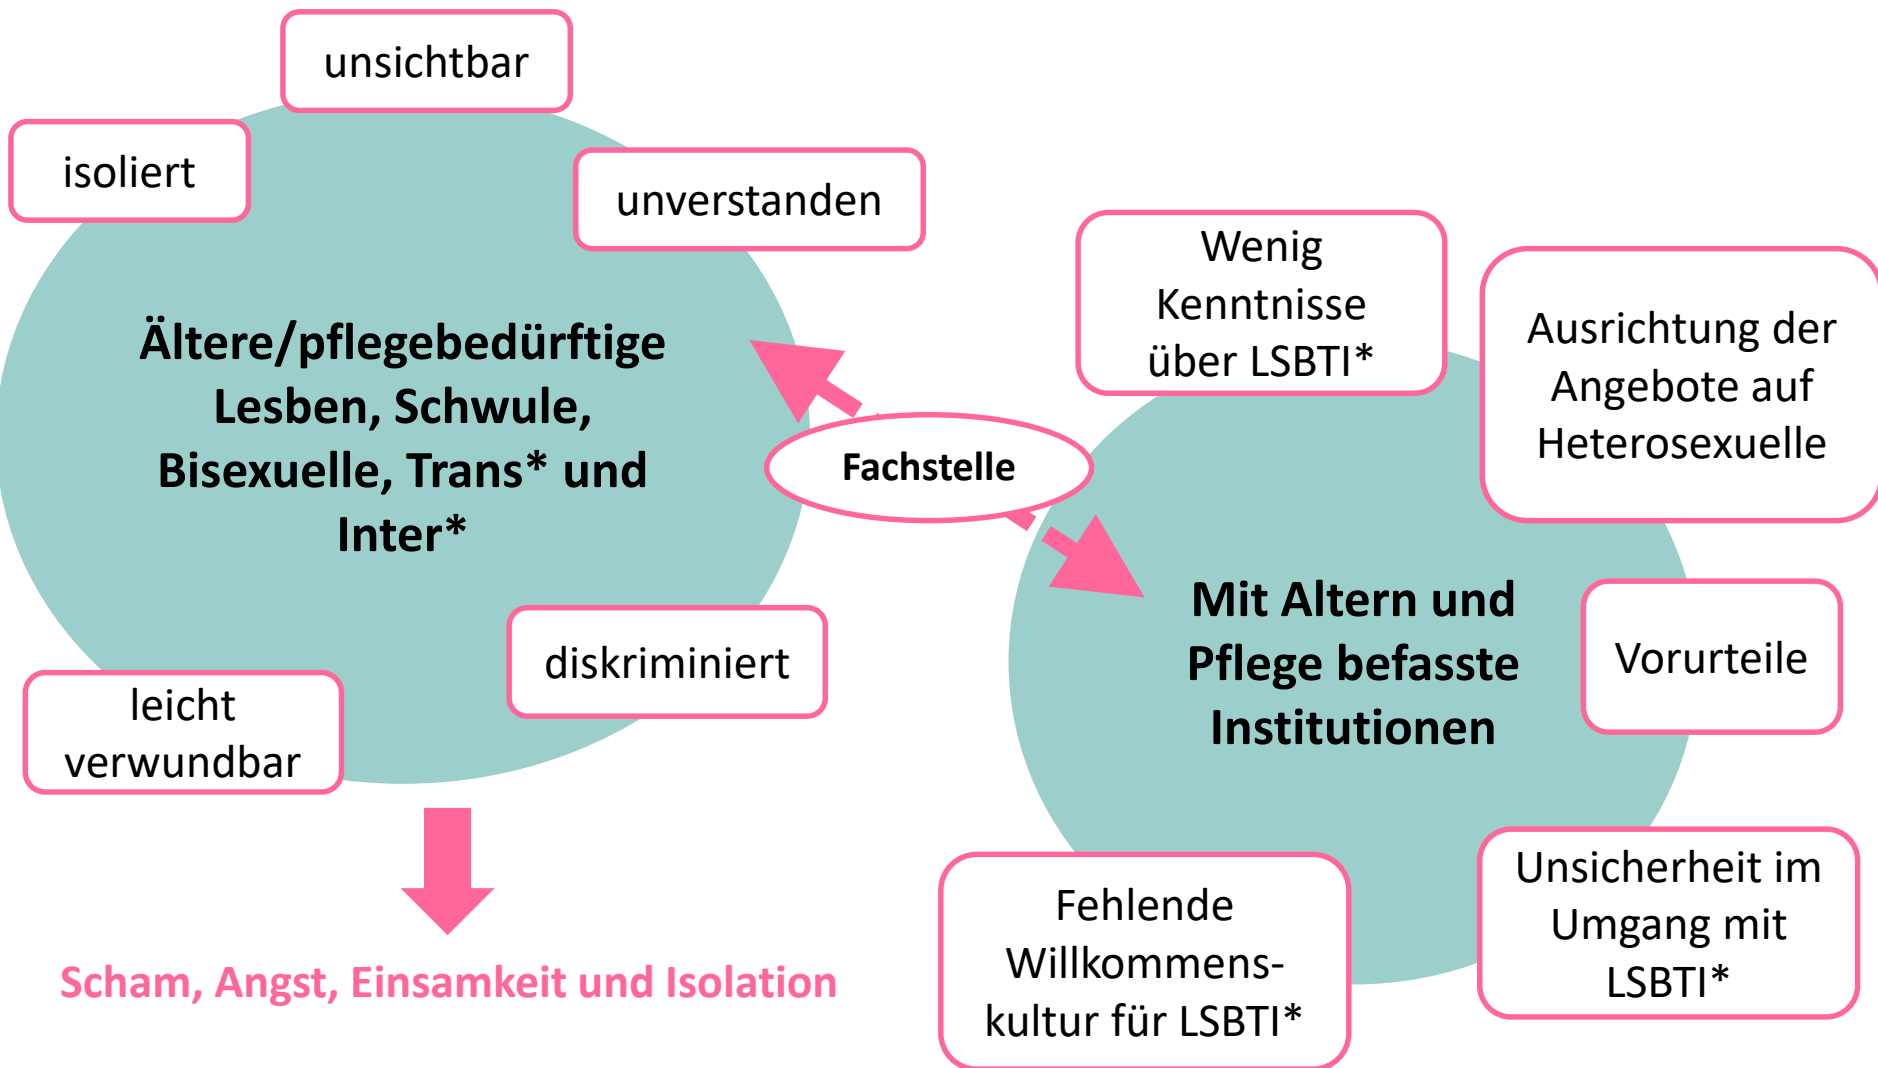 unsichtbar
isoliert
unverstanden
Ältere/pflegebedürftige
Lesben, Schwule,
Bisexuelle, Trans* und
Inter*
diskriminiert
leicht
verwundbar
Scham, Angst, Einsamkeit und Isolation
Fachstelle
Wenig
Kenntnisse
über LSBTI*
Ausrichtung der
Angebote auf
Heterosexuelle
Mit Altern und
Pflege befasste
Institutionen
Vorurteile
Unsicherheit im
Umgang mit
LSBTI*
Fehlende
Willkommens-
kultur für LSBTI*